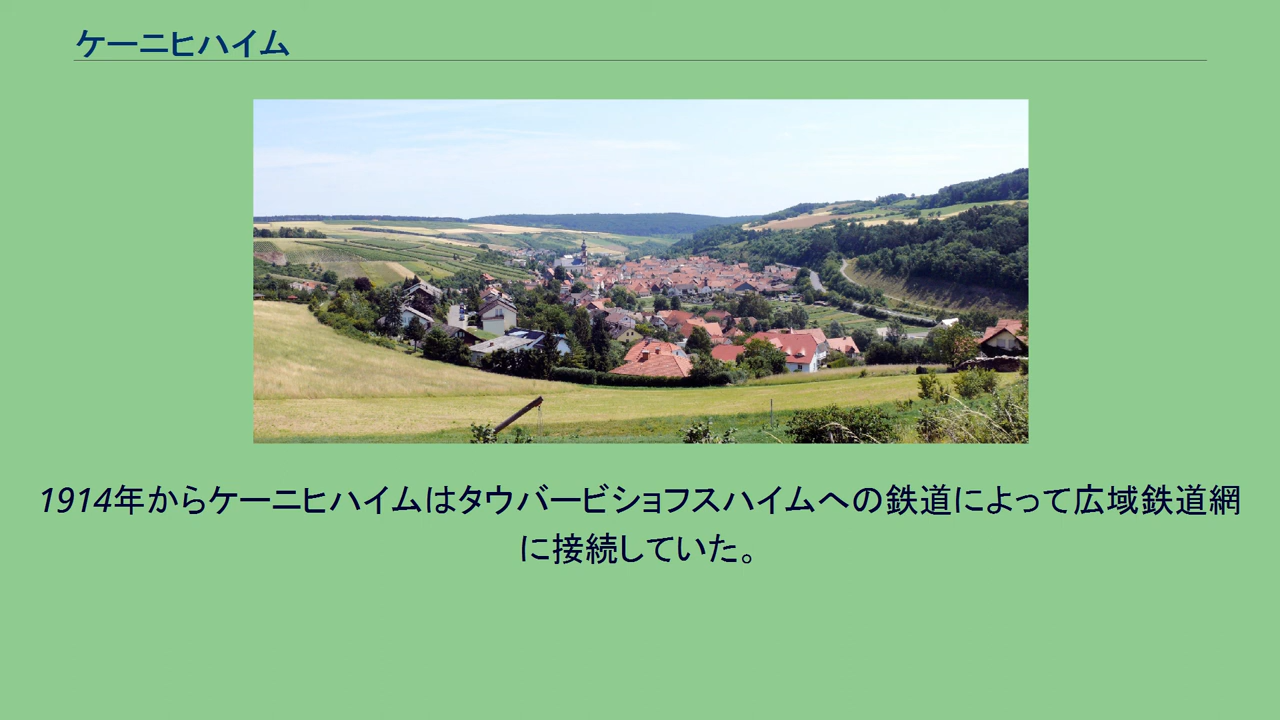 ケーニヒハイム
1914年からケーニヒハイムはタウバービショフスハイムへの鉄道によって広域鉄道網
に接続していた。